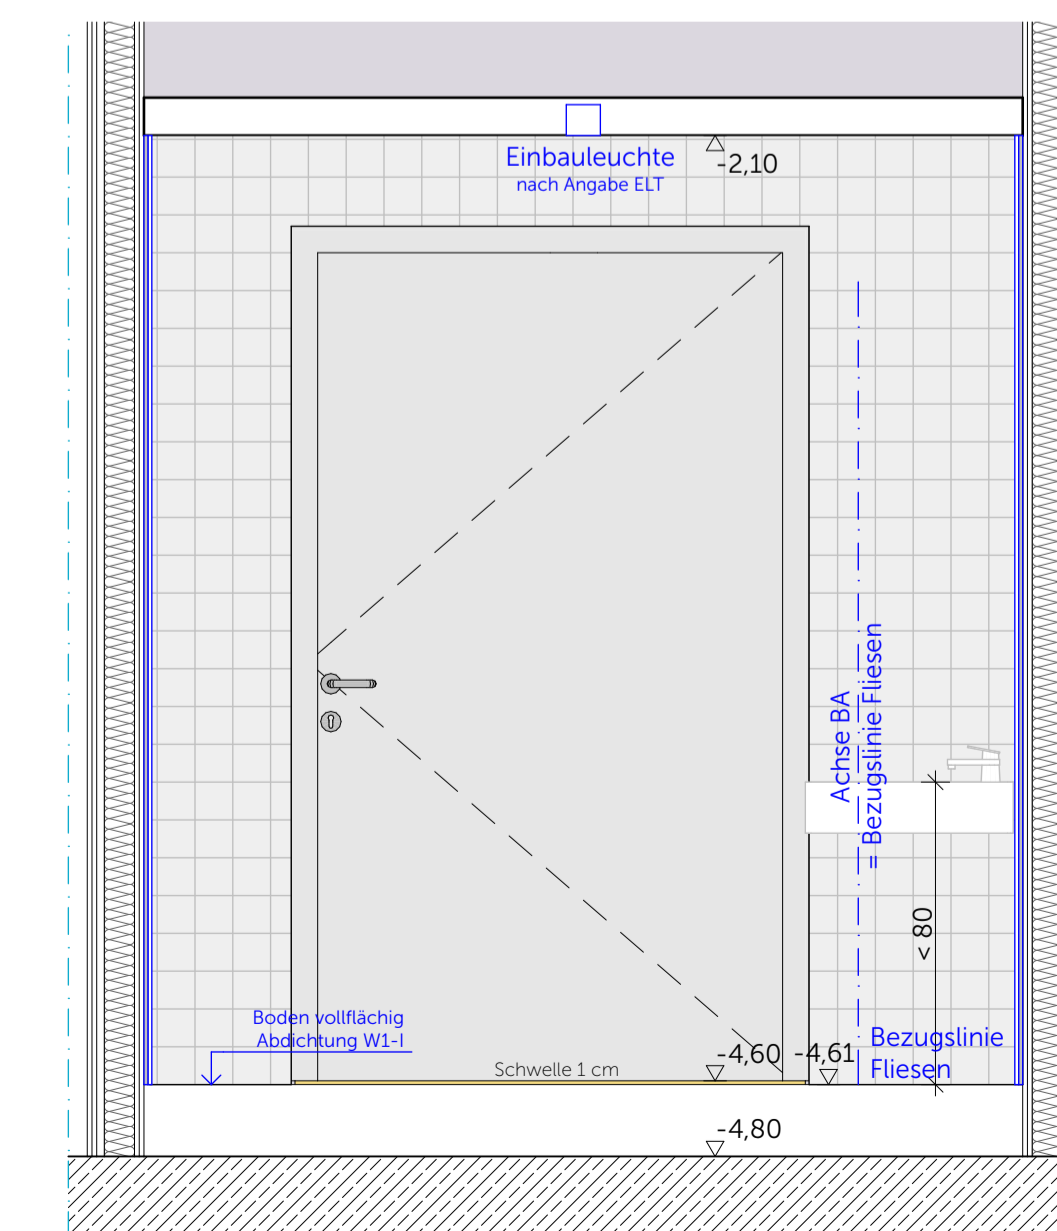 Einbauleuchte
nach Angabe ELT
-2,10
Achse BA
= Bezugslinie Fliesen
< 80
Boden vollflächig
Abdichtung W1-I
Schwelle 1 cm
-4,60
-4,61
Bezugslinie
Fliesen
-4,80